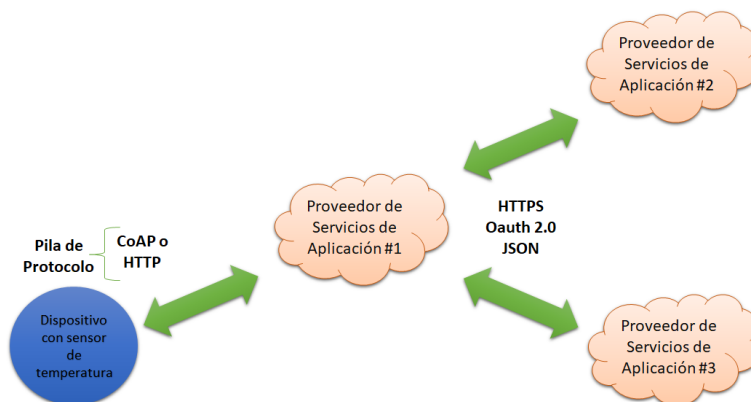 Proveedor de
Servicios de
Aplicación #2
Proveedor de
Servicios de
Aplicación #1
HTTPS
Oauth 2.0
JSON
Pila de
Protocolo
CoAP o
HTTP
Dispositivo
con sensor
de
temperatura
Proveedor de
Servicios de
Aplicación #3